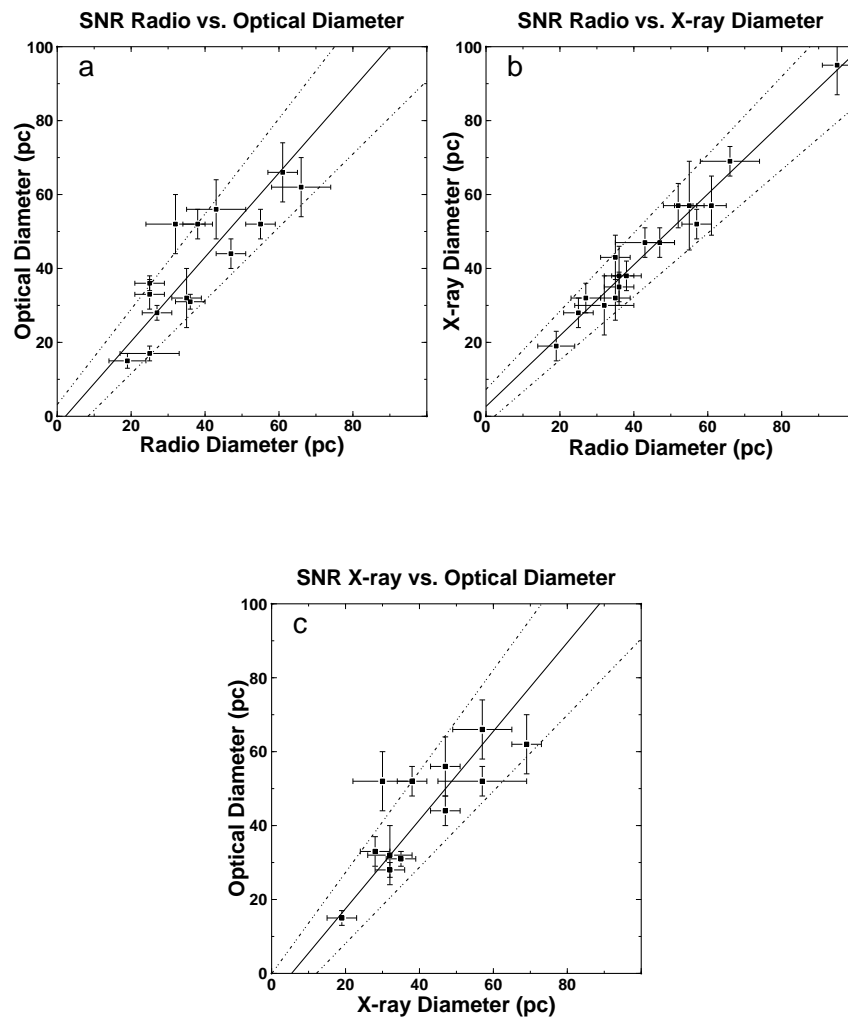 SNR Radio vs. Optical Diameter
a
100
80
60
40
20
0
Optical Diameter (pc)
0 20 40 60 80
Radio Diameter (pc)
SNR Radio vs. X-ray Diameter
b
100
80
60
40
20
0
X-ray Diameter (pc)
0 20 40 60 80
Radio Diameter (pc)
SNR X-ray vs. Optical Diameter
c
100
80
60
40
20
0
Optical Diameter (pc)
0 20 40 60 80
X-ray Diameter (pc)